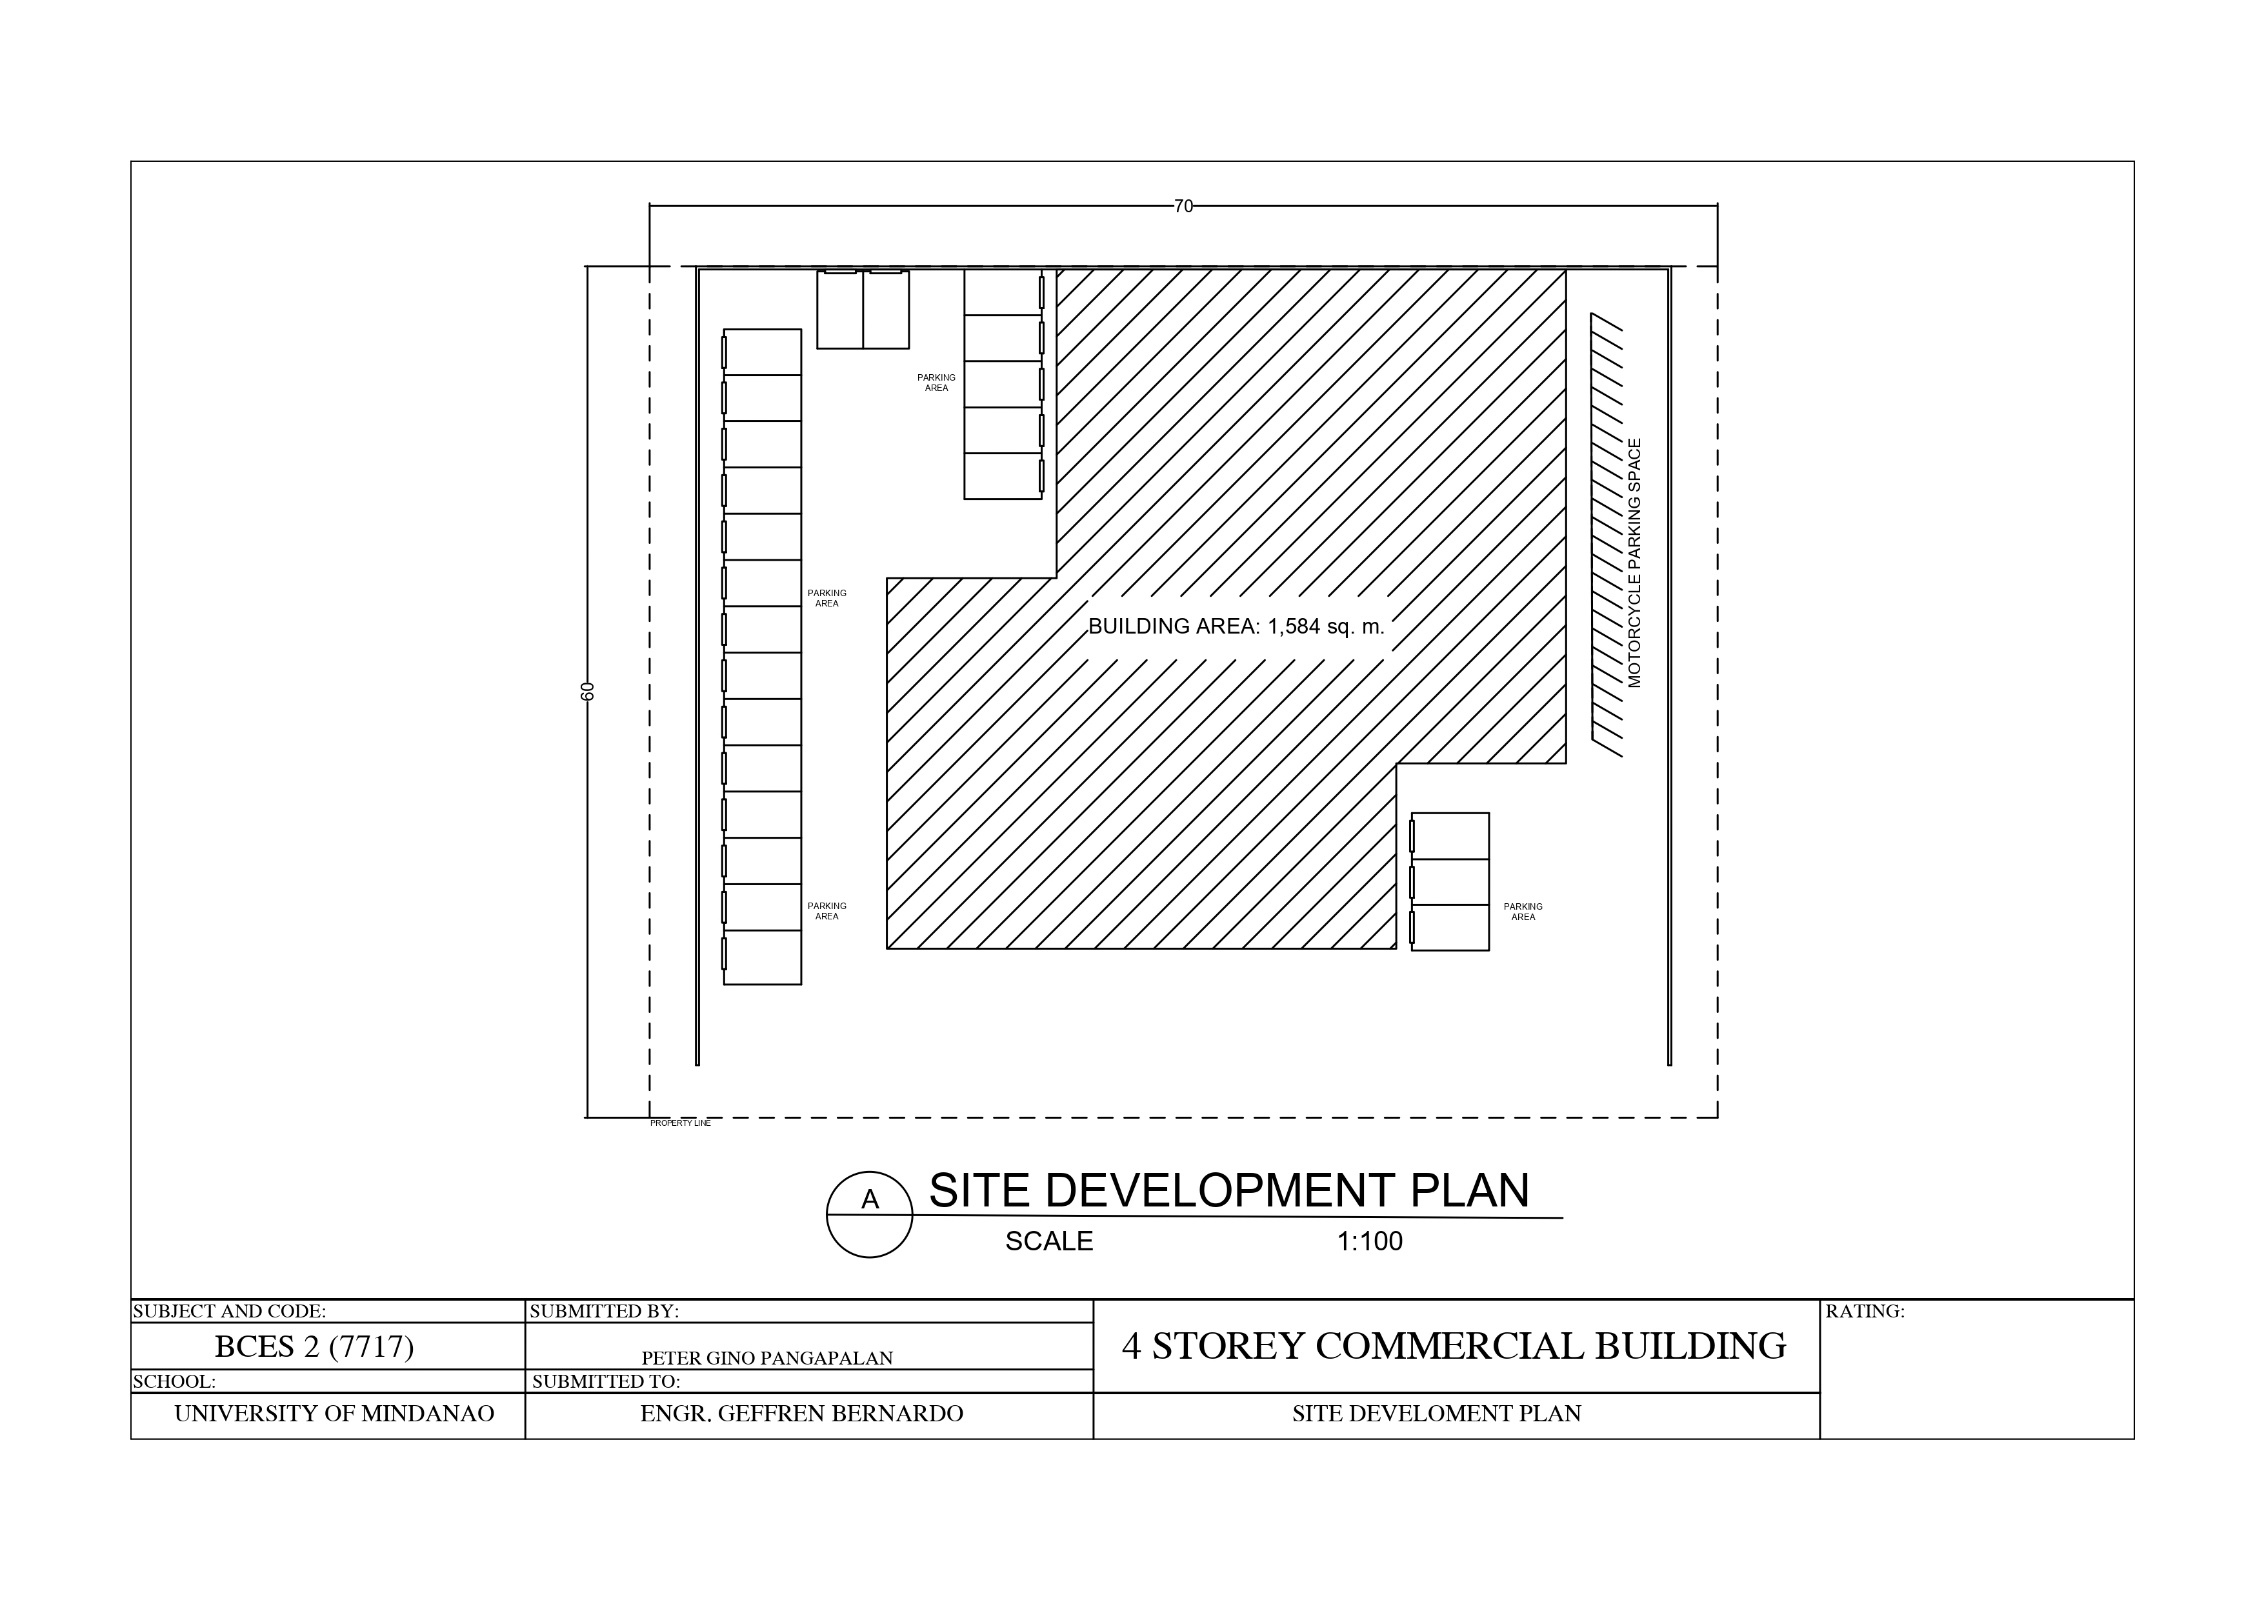 70
PARKING
AREA
60
PARKING
AREA
BUILDING AREA: 1,584 sq. m.
MOTORCYCLE PARKING SPACE
PARKING
AREA
PARKING
AREA
PROPERTY LINE
A
SITE DEVELOPMENT PLAN
SCALE 1:100
SUBJECT AND CODE:
BCES 2 (7717)
SCHOOL:
UNIVERSITY OF MINDANAO
SUBMITTED BY:
PETER GINO PANGAPALAN
SUBMITTED TO:
ENGR. GEFFREN BERNARDO
4 STOREY COMMERCIAL BUILDING
SITE DEVELOMENT PLAN
RATING: